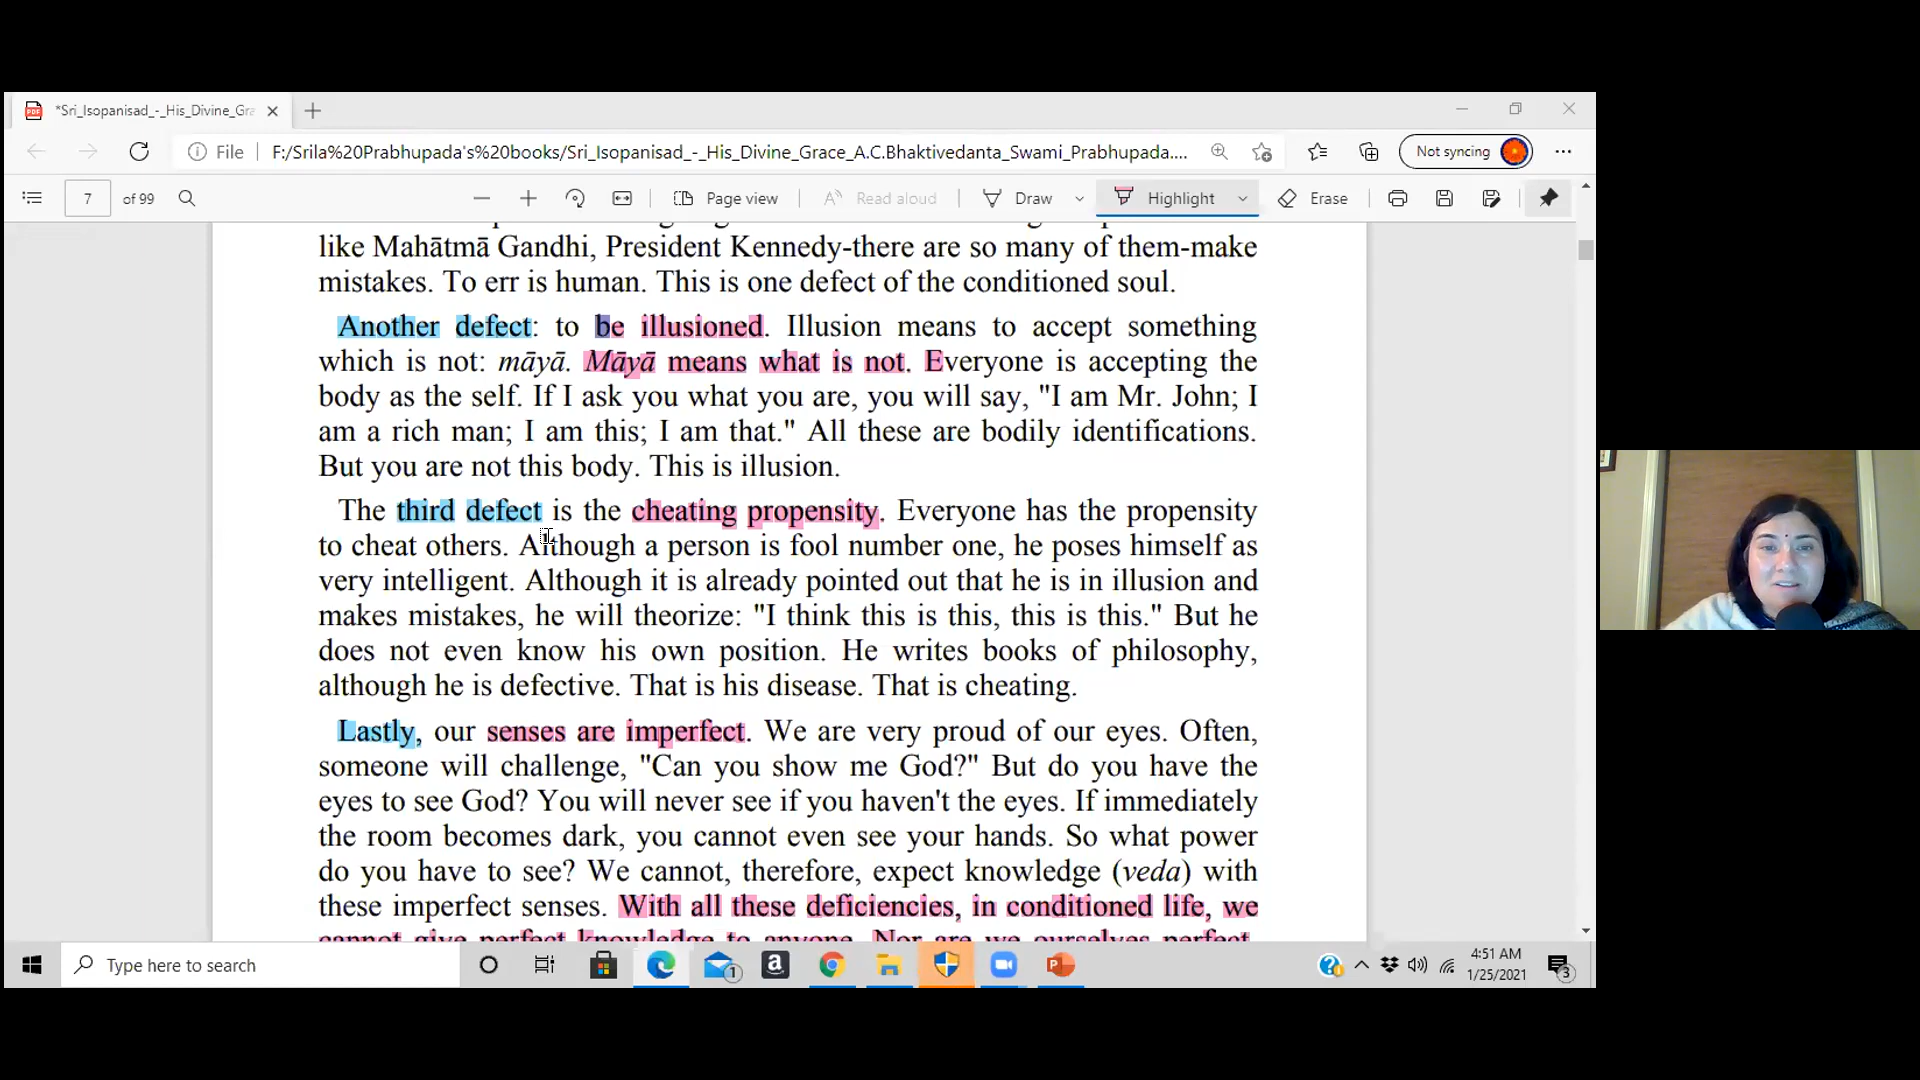 *Sri_Isopanisad_-_His_Divine_Gra
File F:/Srila%20Prabhupada's%20books/Sri_Isopanisad_-_His_Divine_Grace_A.C.Bhaktivedanta_Swami_Prabhupada.... Not syncing
7 of 99 Page view Read aloud Draw Highlight Erase
like Mahātmā Gandhi, President Kennedy-there are so many of them-make
mistakes. To err is human. This is one defect of the conditioned soul.
Another defect: to be illusioned. Illusion means to accept something
which is not: māyā. Māyā means what is not. Everyone is accepting the
body as the self. If I ask you what you are, you will say, "I am Mr. John; I
am a rich man; I am this; I am that." All these are bodily identifications.
But you are not this body. This is illusion.
The third defect is the cheating propensity. Everyone has the propensity
to cheat others. Although a person is fool number one, he poses himself as
very intelligent. Although it is already pointed out that he is in illusion and
makes mistakes, he will theorize: "I think this is this, this is this." But he
does not even know his own position. He writes books of philosophy,
although he is defective. That is his disease. That is cheating.
Lastly, our senses are imperfect. We are very proud of our eyes. Often,
someone will challenge, "Can you show me God?" But do you have the
eyes to see God? You will never see if you haven't the eyes. If immediately
the room becomes dark, you cannot even see your hands. So what power
do you have to see? We cannot, therefore, expect knowledge (veda) with
these imperfect senses. With all these deficiencies, in conditioned life, we
cannot give perfect knowledge to anyone. Nor are we ourselves perfect.
Type here to search
4:51 AM
1/25/2021